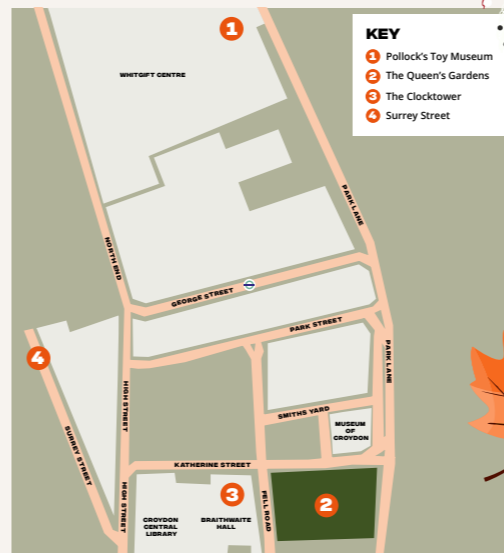 KEY
1 Pollock's Toy Museum
2 The Queen's Gardens
3 The Clocktower
4 Surrey Street
1
WHITGIFT CENTRE
PARK LANE
NORTH END
GEORGE STREET
PARK STREET
4
PARK LANE
HIGH STREET
SMITHS YARD
SURREY STREET
MUSEUM
OF
CROYDON
KATHERINE STREET
HIGH STREET
3
2
FELL ROAD
CROYDON
CENTRAL
LIBRARY
BRAITHWAITE
HALL